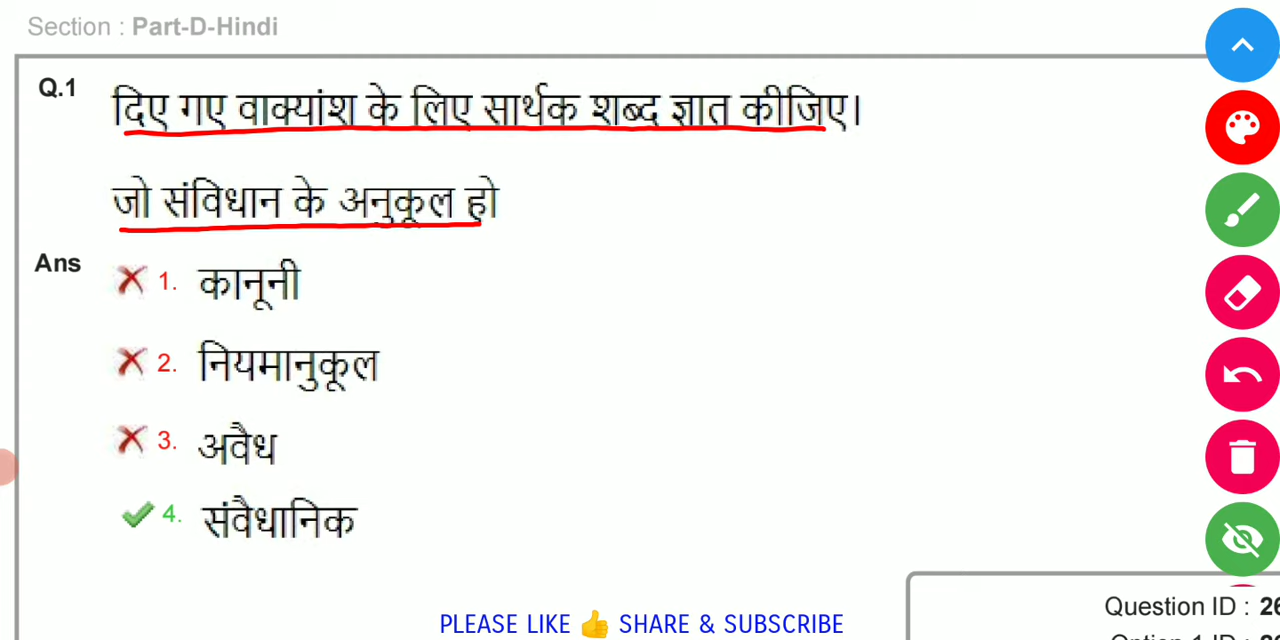 Section : Part-D-Hindi
Q.1 दिए गए वाक्यांश के लिए सार्थक शब्द ज्ञात कीजिए।
जो संविधान के अनुकूल हो
Ans 1. कानूनी
2. नियमानुकूल
3. अवैध
4. संवैधानिक
PLEASE LIKE 👍 SHARE & SUBSCRIBE
Question ID :